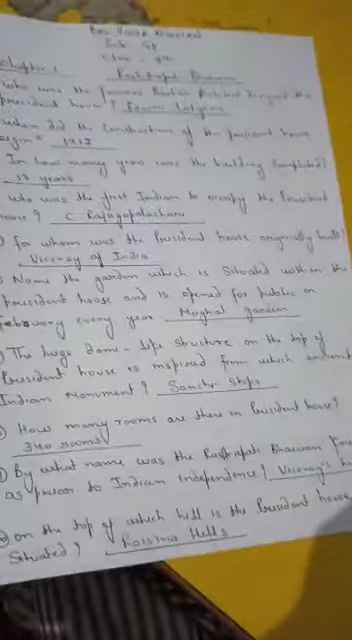 Sub - GK
Class - 4th
Chapter 1 Rashtrapati Bhawan
who was the famous British Architect designed the
president house? Edwin Lutyens
when did the construction of the president house
begin? 1912
In how many years was the building completed?
17 years
who was the first Indian to occupy the President
house? C Rajagopalachari
for whom was the President house originally built?
Viceroy of India
Name the garden which is situated within the
president house and is opened for public in
february every year Moghal garden
The huge dome-like structure on the top of
President house is inspired from which ancient
Indian monument? Sanchi Stupa
How many rooms are there in President house?
340 rooms
By what name was the Rashtrapati Bhawan
as prior to Indian independence? Viceroy's
on the top of which hill is the President house
Situated? Raisina Hills